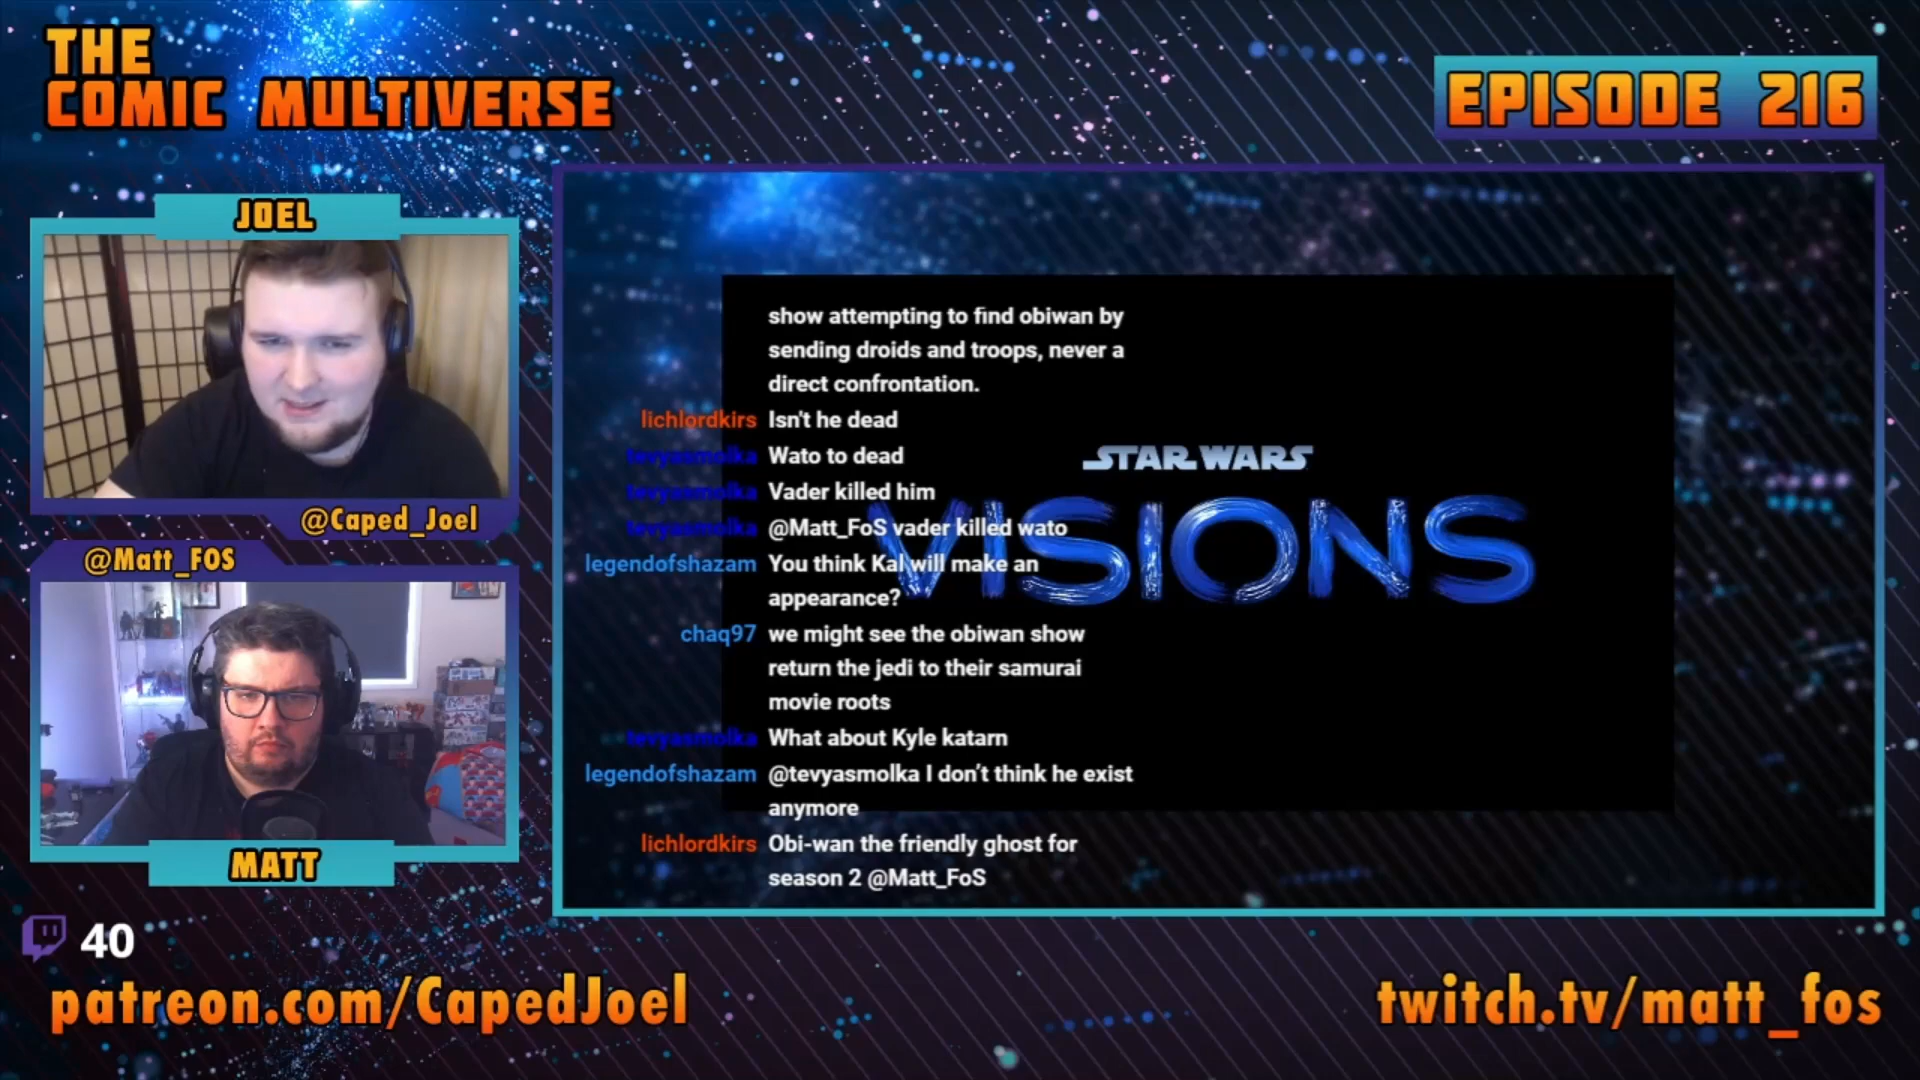 THE
COMIC MULTIVERSE
EPISODE 216
JOEL
@Caped_Joel
@Matt_FOS
MATT
show attempting to find obiwan by
sending droids and troops, never a
direct confrontation.
lichlordkirs Isn't he dead
tevyasmolka Wato to dead
tevyasmolka Vader killed him
tevyasmolka @Matt_FoS vader killed wato
legendofshazam You think Kal will make an
appearance?
chaq97 we might see the obiwan show
return the jedi to their samurai
movie roots
tevyasmolka What about Kyle katarn
legendofshazam @tevyasmolka I don't think he exist
anymore
lichlordkirs Obi-wan the friendly ghost for
season 2 @Matt_FoS
STAR WARS
VISIONS
40
patreon.com/CapedJoel
twitch.tv/matt_fos